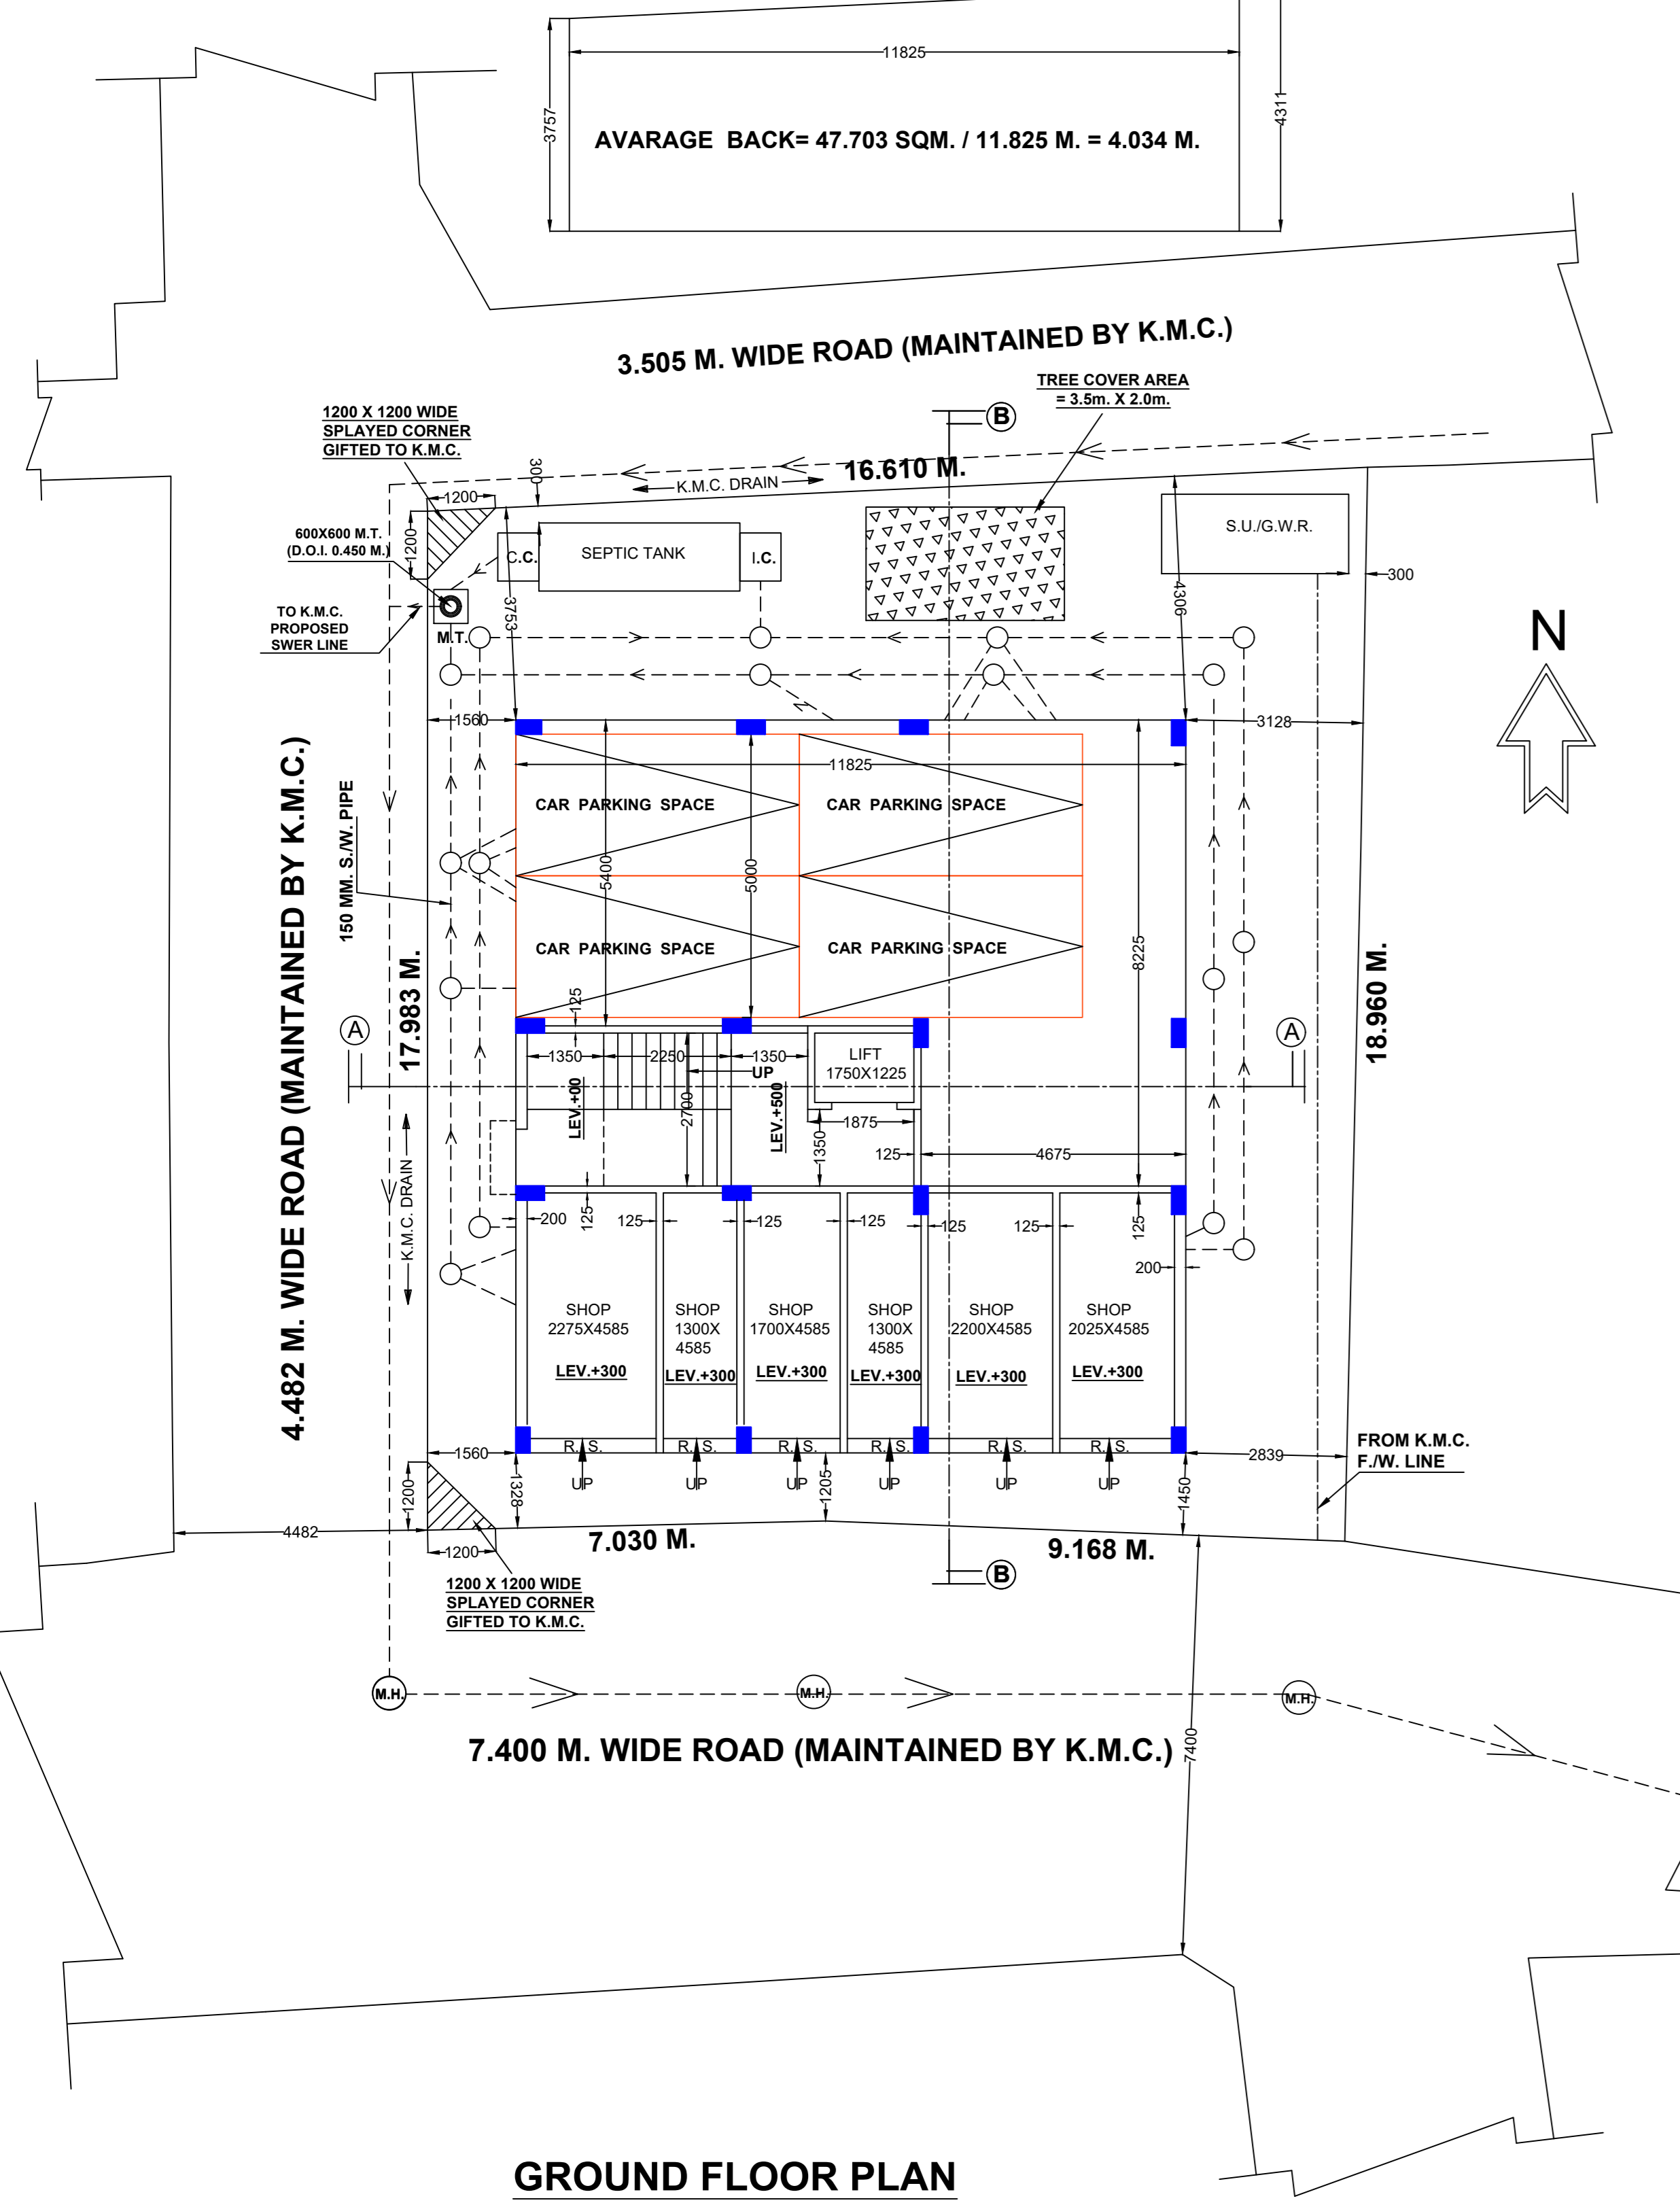 11825
3757
4311
AVARAGE BACK= 47.703 SQM. / 11.825 M. = 4.034 M.
3.505 M. WIDE ROAD (MAINTAINED BY K.M.C.)
TREE COVER AREA
= 3.5m. X 2.0m.
B
1200 X 1200 WIDE
SPLAYED CORNER
GIFTED TO K.M.C.
300
16.610 M.
K.M.C. DRAIN
1200
1200
600X600 M.T.
(D.O.I. 0.450 M.)
C.C.
SEPTIC TANK
I.C.
S.U./G.W.R.
300
3753
4306
TO K.M.C.
PROPOSED
SWER LINE
M.T.
N
1560
3128
11825
CAR PARKING SPACE
CAR PARKING SPACE
5400
5000
150 MM. S./W. PIPE
4.482 M. WIDE ROAD (MAINTAINED BY K.M.C.)
CAR PARKING SPACE
CAR PARKING SPACE
8225
17.983 M.
18.960 M.
125
A
A
1350
2250
1350
UP
LIFT
1750X1225
LEV.+00
2700
LEV.+500
1875
1350
125
4675
K.M.C. DRAIN
200
125
125
125
125
125
125
125
200
SHOP
2275X4585
LEV.+300
SHOP
1300X
4585
LEV.+300
SHOP
1700X4585
LEV.+300
SHOP
1300X
4585
LEV.+300
SHOP
2200X4585
LEV.+300
SHOP
2025X4585
LEV.+300
R. S.
R. S.
R. S.
R. S.
R. S.
R. S.
UP
UP
UP
UP
UP
UP
1560
2839
FROM K.M.C.
F./W. LINE
1200
1328
1205
1450
4482
1200
7.030 M.
9.168 M.
B
1200 X 1200 WIDE
SPLAYED CORNER
GIFTED TO K.M.C.
M.H.
M.H.
M.H.
7.400 M. WIDE ROAD (MAINTAINED BY K.M.C.)
7400
GROUND FLOOR PLAN